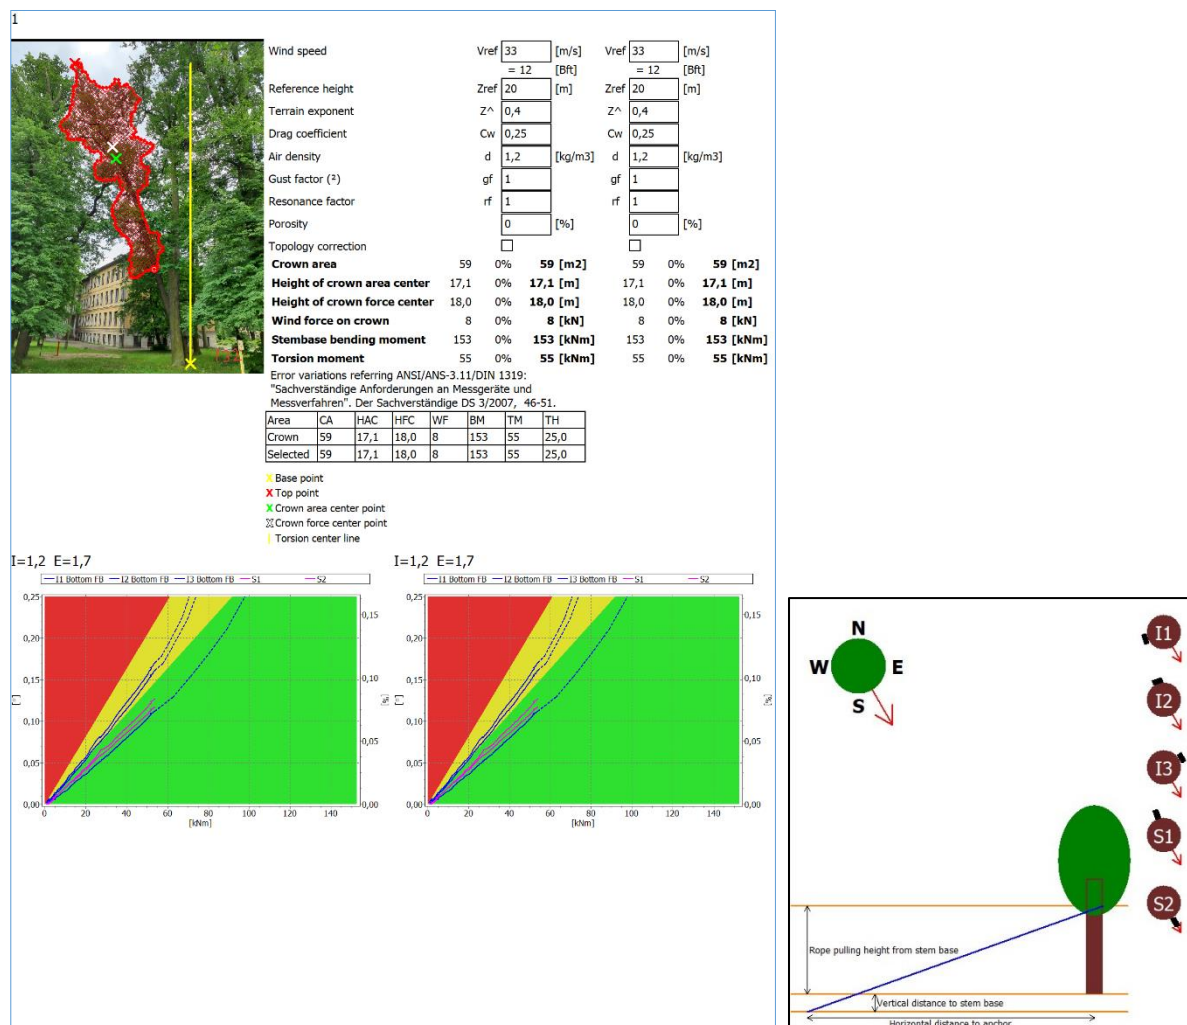 1
Wind speed Vref 33 [m/s] Vref 33 [m/s]
= 12 [Bft] = 12 [Bft]
Reference height Zref 20 [m] Zref 20 [m]
Terrain exponent Z^ 0,4 Z^ 0,4
Drag coefficient Cw 0,25 Cw 0,25
Air density d 1,2 [kg/m3] d 1,2 [kg/m3]
Gust factor (²) gf 1 gf 1
Resonance factor rf 1 rf 1
Porosity 0 [%] 0 [%]
Topology correction
Crown area 59 0% 59 [m2] 59 0% 59 [m2]
Height of crown area center 17,1 0% 17,1 [m] 17,1 0% 17,1 [m]
Height of crown force center 18,0 0% 18,0 [m] 18,0 0% 18,0 [m]
Wind force on crown 8 0% 8 [kN] 8 0% 8 [kN]
Stembase bending moment 153 0% 153 [kNm] 153 0% 153 [kNm]
Torsion moment 55 0% 55 [kNm] 55 0% 55 [kNm]
Error variations referring ANSI/ANS-3.11/DIN 1319:
"Sachverständige Anforderungen an Messgeräte und
Messverfahren". Der Sachverständige DS 3/2007, 46-51.
Area CA HAC HFC WF BM TM TH
Crown 59 17,1 18,0 8 153 55 25,0
Selected 59 17,1 18,0 8 153 55 25,0
X Base point
X Top point
X Crown area center point
X Crown force center point
| Torsion center line
I=1,2 E=1,7
I1 Bottom FB I2 Bottom FB I3 Bottom FB S1 S2
0,25
0,20
0,15
0,10
0,05
0,00
[°]
0,15
0,10
0,05
0,00
[%]
0 20 40 60 80 100 120 140
[kNm]
I=1,2 E=1,7
I1 Bottom FB I2 Bottom FB I3 Bottom FB S1 S2
0,25
0,20
0,15
0,10
0,05
0,00
[°]
0,15
0,10
0,05
0,00
[%]
0 20 40 60 80 100 120 140
[kNm]
N
W E
S
I1
I2
I3
S1
S2
Rope pulling height from stem base
Vertical distance to stem base
Horizontal distance to anchor